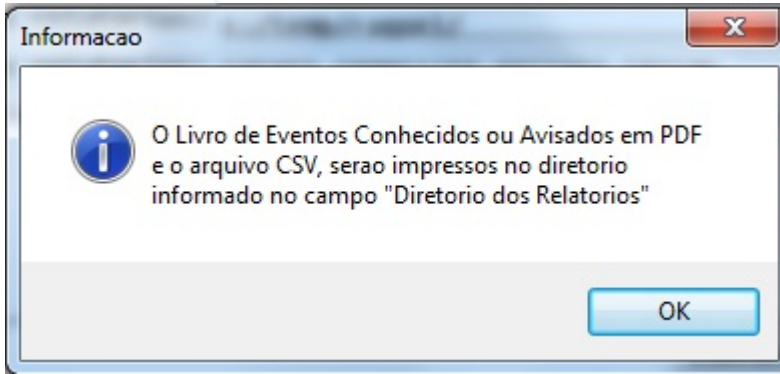 Informacao
O Livro de Eventos Conhecidos ou Avisados em PDF
e o arquivo CSV, serao impressos no diretorio
informado no campo "Diretorio dos Relatorios"
OK